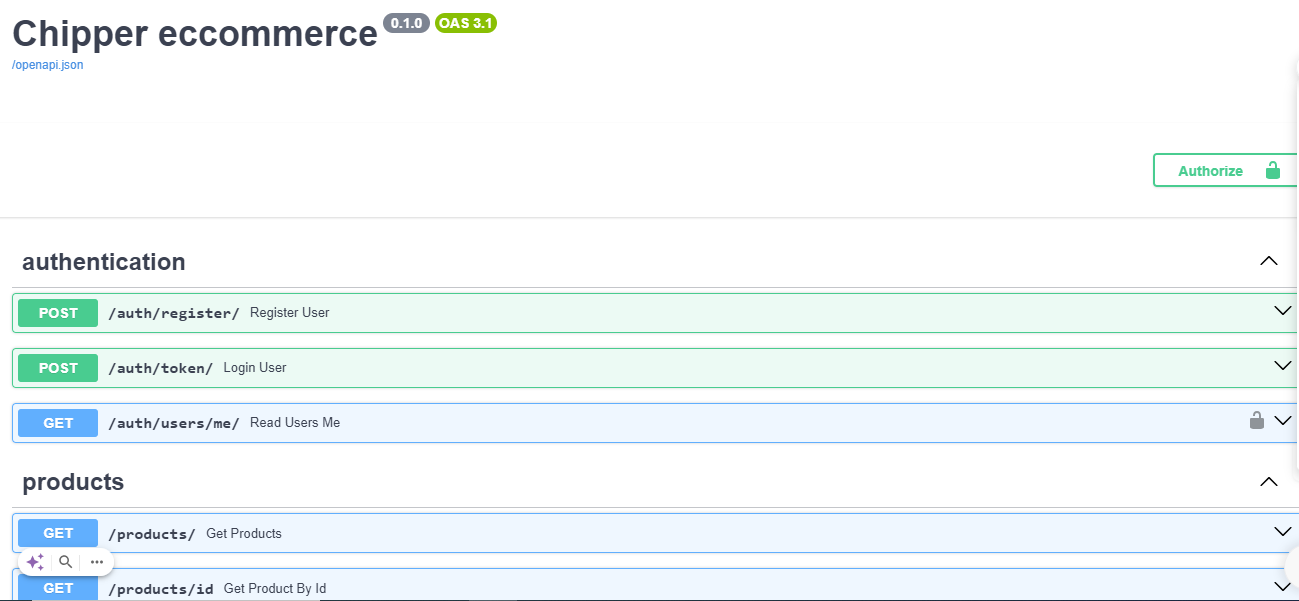 Chipper eccommerce 0.1.0 OAS 3.1
/openapi.json
Authorize
authentication
POST /auth/register/ Register User
POST /auth/token/ Login User
GET /auth/users/me/ Read Users Me
products
GET /products/ Get Products
GET /products/id Get Product By Id